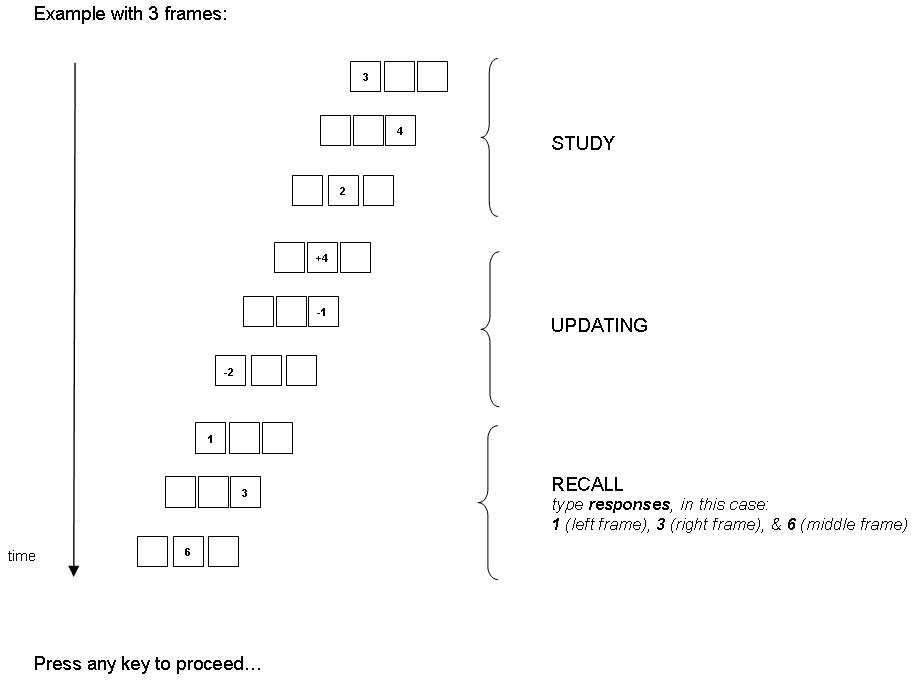 Example with 3 frames:
3
4
STUDY
2
+4
-1
UPDATING
-2
1
RECALL
3
type responses, in this case:
1 (left frame), 3 (right frame), & 6 (middle frame)
6
time
Press any key to proceed…